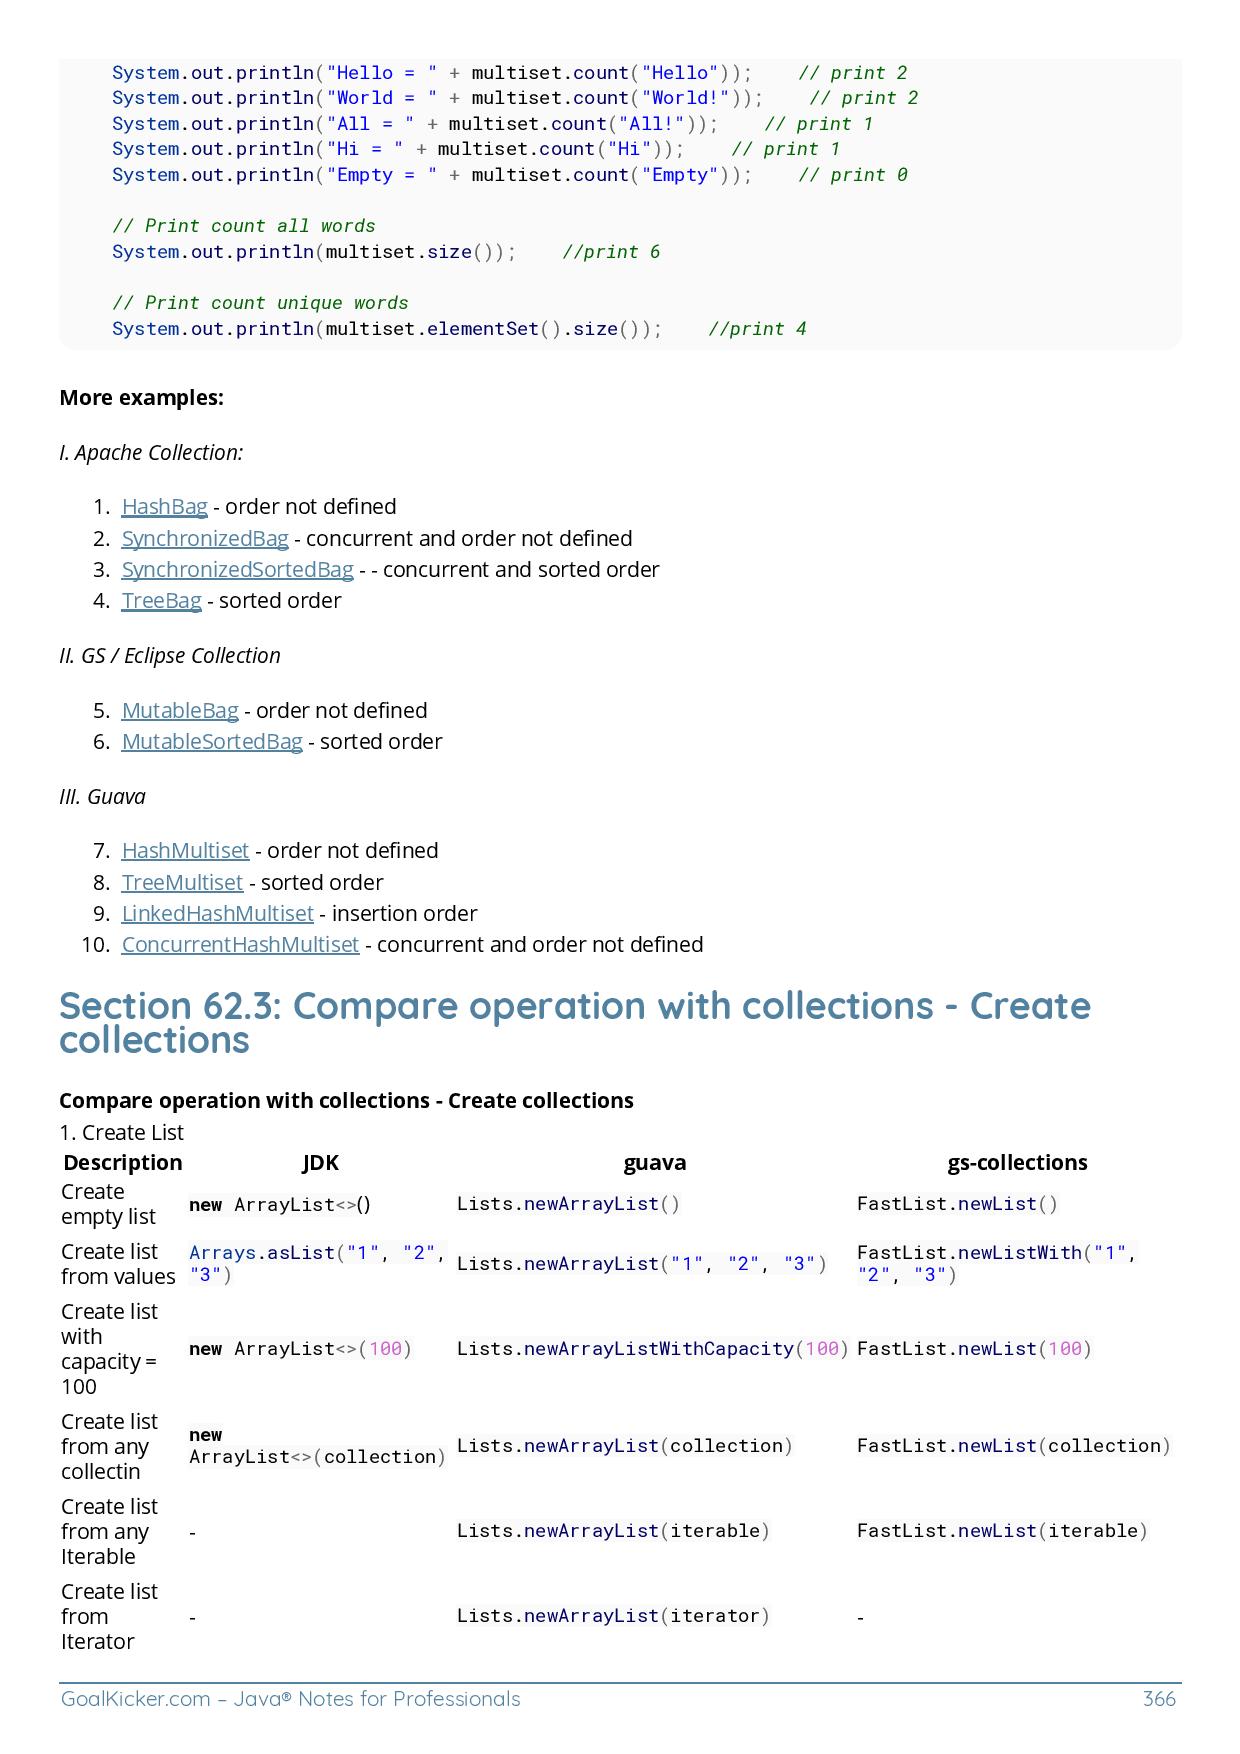 System.out.println("Hello = " + multiset.count("Hello"));    // print 2
System.out.println("World = " + multiset.count("World!"));    // print 2
System.out.println("All = " + multiset.count("All!"));    // print 1
System.out.println("Hi = " + multiset.count("Hi"));    // print 1
System.out.println("Empty = " + multiset.count("Empty"));    // print 0
// Print count all words
System.out.println(multiset.size());    //print 6
// Print count unique words
System.out.println(multiset.elementSet().size());    //print 4
More examples:
I. Apache Collection:
1. HashBag - order not defined
2. SynchronizedBag - concurrent and order not defined
3. SynchronizedSortedBag - - concurrent and sorted order
4. TreeBag - sorted order
II. GS / Eclipse Collection
5. MutableBag - order not defined
6. MutableSortedBag - sorted order
III. Guava
7. HashMultiset - order not defined
8. TreeMultiset - sorted order
9. LinkedHashMultiset - insertion order
10. ConcurrentHashMultiset - concurrent and order not defined
Section 62.3: Compare operation with collections - Create
collections
Compare operation with collections - Create collections
1. Create List
Description JDK guava gs-collections
Create
empty list
new ArrayList<>()
Lists.newArrayList()
FastList.newList()
Create list
from values
Arrays.asList("1", "2",
"3")
Lists.newArrayList("1", "2", "3")
FastList.newListWith("1",
"2", "3")
Create list
with
capacity =
100
new ArrayList<>(100)
Lists.newArrayListWithCapacity(100)
FastList.newList(100)
Create list
from any
collectin
new
ArrayList<>(collection)
Lists.newArrayList(collection)
FastList.newList(collection)
Create list
from any
Iterable
-
Lists.newArrayList(iterable)
FastList.newList(iterable)
Create list
from
Iterator
-
Lists.newArrayList(iterator)
-
GoalKicker.com – Java® Notes for Professionals 366